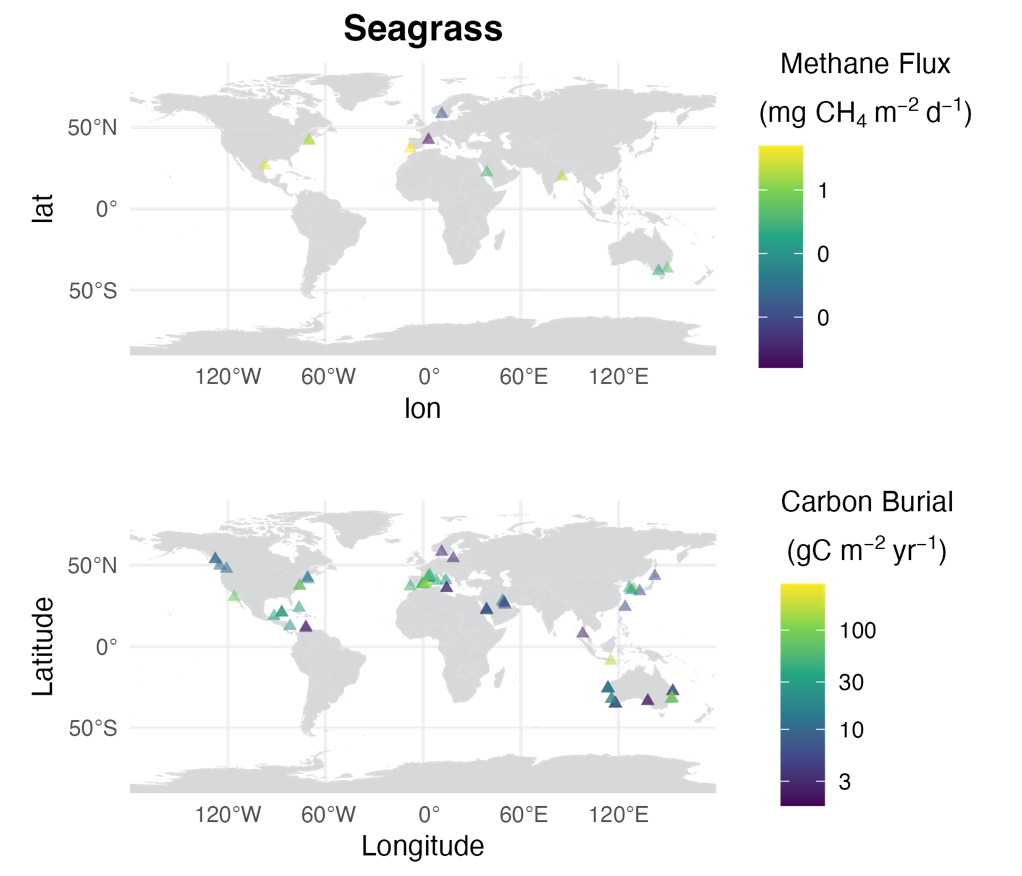 Seagrass
Methane Flux
(mg CH₄ m⁻² d⁻¹)
50°N
0°
50°S
lat
120°W 60°W 0° 60°E 120°E
lon
1
0
0
Carbon Burial
(gC m⁻² yr⁻¹)
50°N
0°
50°S
Latitude
120°W 60°W 0° 60°E 120°E
Longitude
100
30
10
3